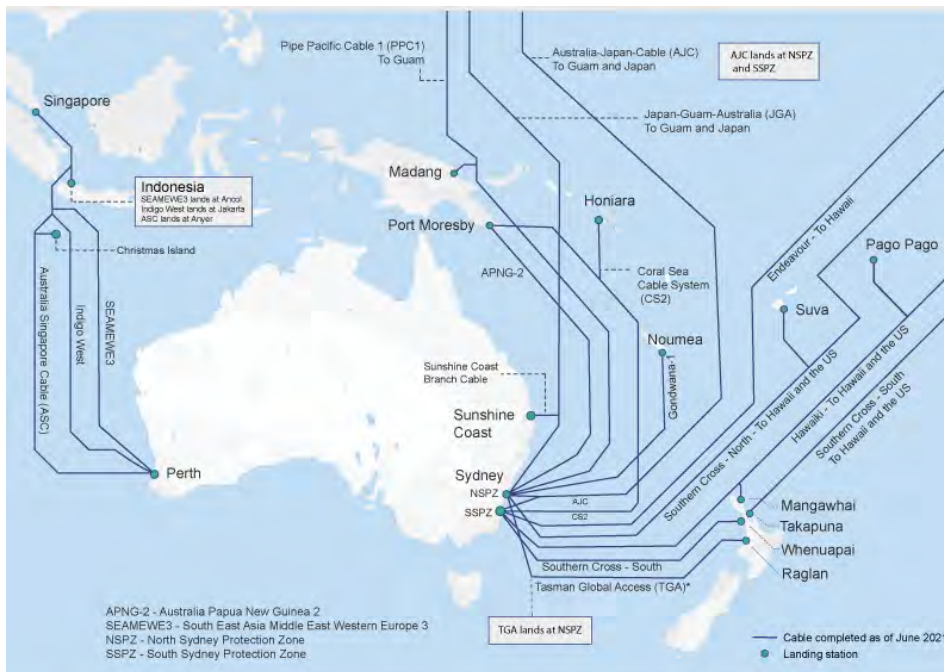 Pipe Pacific Cable 1 (PPC1)
To Guam
Australia-Japan-Cable (AJC)
To Guam and Japan
AJC lands at NSPZ
and SSPZ
Singapore
Japan-Guam-Australia (JGA)
To Guam and Japan
Madang
Indonesia
SEAMEWE3 lands at Ancol
Indigo West lands at Jakarta
ASC lands at Anyer
Honiara
Port Moresby
Christmas Island
Endeavour - To Hawaii
Pago Pago
APNG-2
Coral Sea
Cable System
(CS2)
Suva
Australia Singapore Cable (ASC)
Indigo West
SEAMEWE3
Noumea
Gondwana-1
Sunshine Coast
Branch Cable
Sunshine
Coast
Southern Cross - North - To Hawaii and the US
Hawaiki - To Hawaii and the US
Southern Cross - South
To Hawaii and the US
Perth
Sydney
NSPZ
SSPZ
AJC
CS2
Mangawhai
Takapuna
Whenuapai
Raglan
Southern Cross - South
Tasman Global Access (TGA)*
TGA lands at NSPZ
APNG-2 - Australia Papua New Guinea 2
SEAMEWE3 - South East Asia Middle East Western Europe 3
NSPZ - North Sydney Protection Zone
SSPZ - South Sydney Protection Zone
Cable completed as of June 2021
Landing station